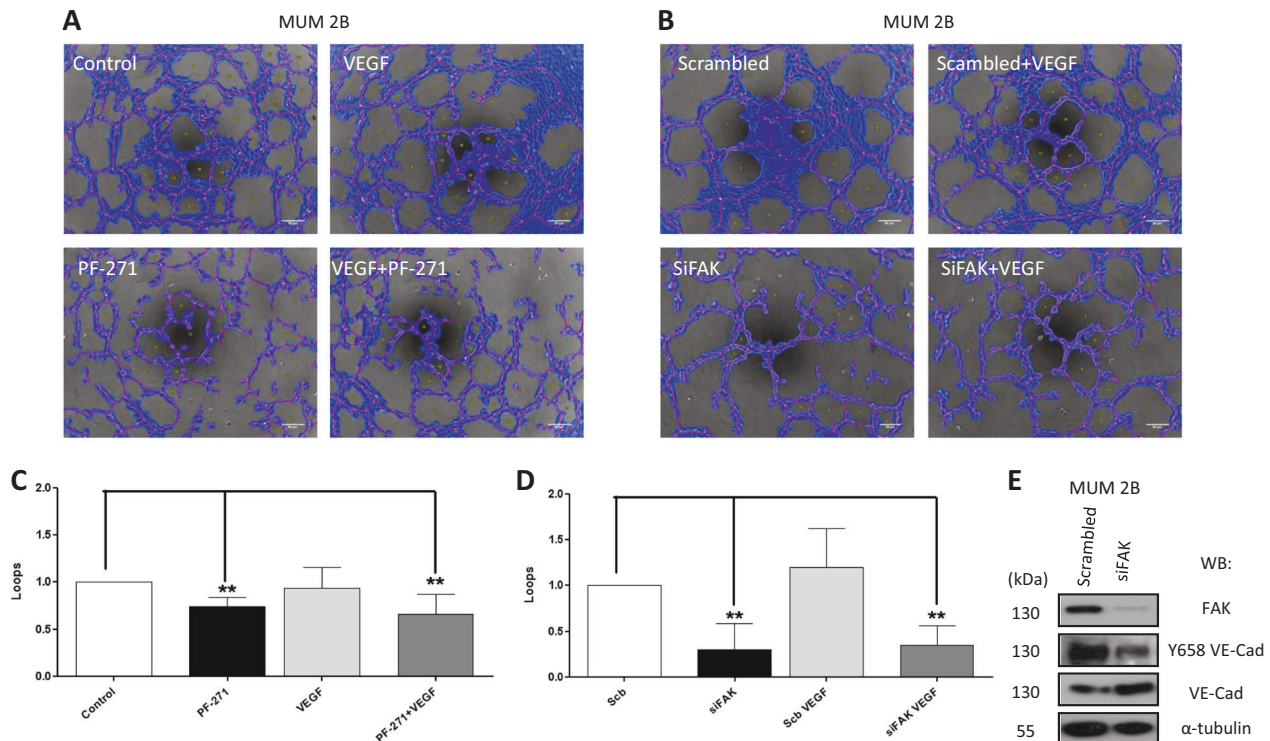 A
MUM 2B
Control
VEGF
PF-271
VEGF+PF-271
B
MUM 2B
Scrambled
Scambled+VEGF
SiFAK
SiFAK+VEGF
C
2.0
1.5
1.0
0.5
0.0
Loops
**
**
Control
PF-271
VEGF
PF-271+VEGF
D
2.0
1.5
1.0
0.5
0.0
Loops
**
**
Scb
siFAK
Scb VEGF
siFAK VEGF
E
MUM 2B
Scrambled
siFAK
(kDa)
WB:
130
FAK
130
Y658 VE-Cad
130
VE-Cad
55
α-tubulin